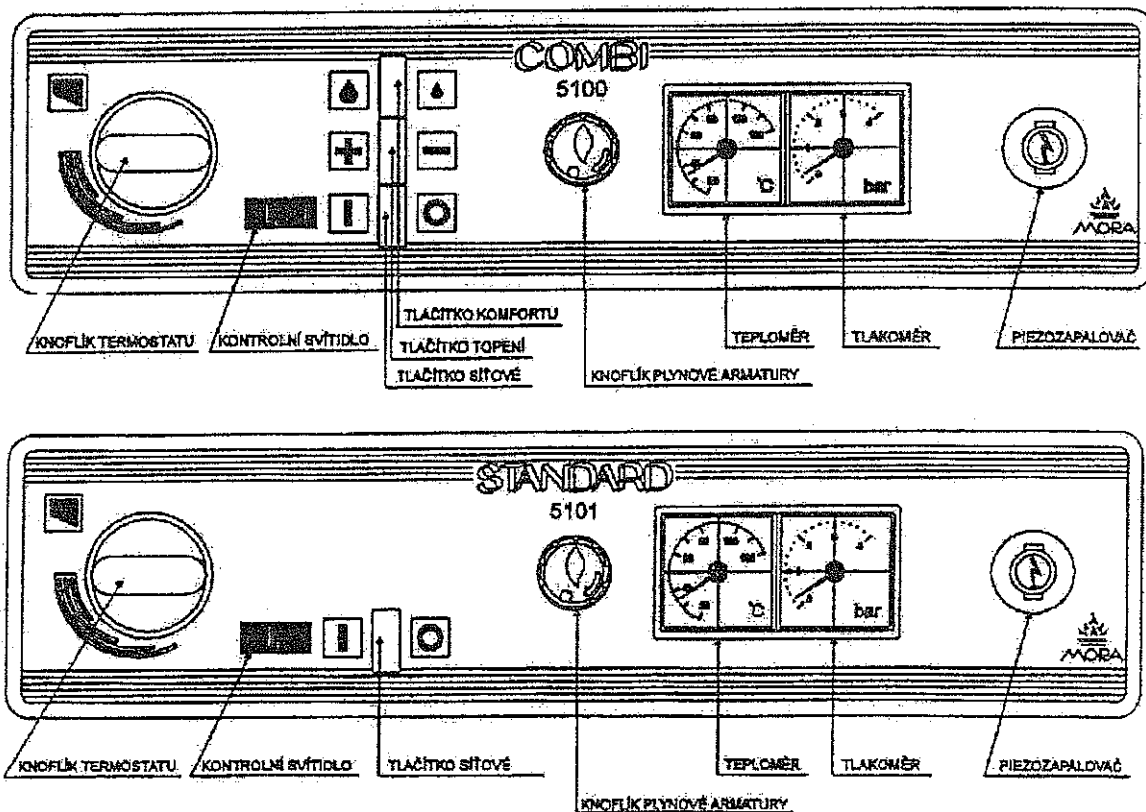 COMBI
5100
°C
bar
MORA
TLAČÍTKO KOMFORTU
KNOFLÍK TERMOSTATU
KONTROLNÍ SVÍTIDLO
TLAČÍTKO TOPENÍ
TEPLOMĚR
TLAKOMĚR
PIEZOZAPALOVAČ
TLAČÍTKO SÍŤOVÉ
KNOFLÍK PLYNOVÉ ARMATURY
STANDARD
5101
°C
bar
MORA
KNOFLÍK TERMOSTATU
KONTROLNÍ SVÍTIDLO
TLAČÍTKO SÍŤOVÉ
TEPLOMĚR
TLAKOMĚR
PIEZOZAPALOVAČ
KNOFLÍK PLYNOVÉ ARMATURY